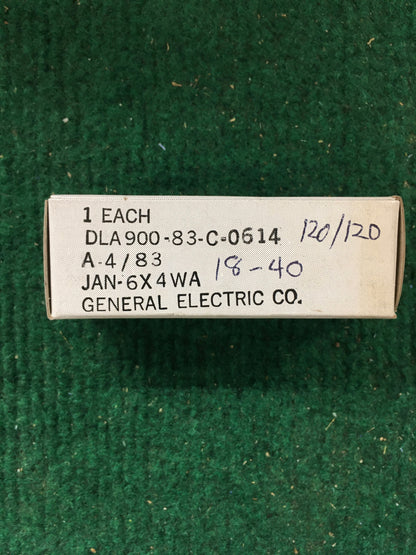 1 EACH
DLA900-83-C-0614 120/120
A-4/83
JAN-6X4WA 18-40
GENERAL ELECTRIC CO.